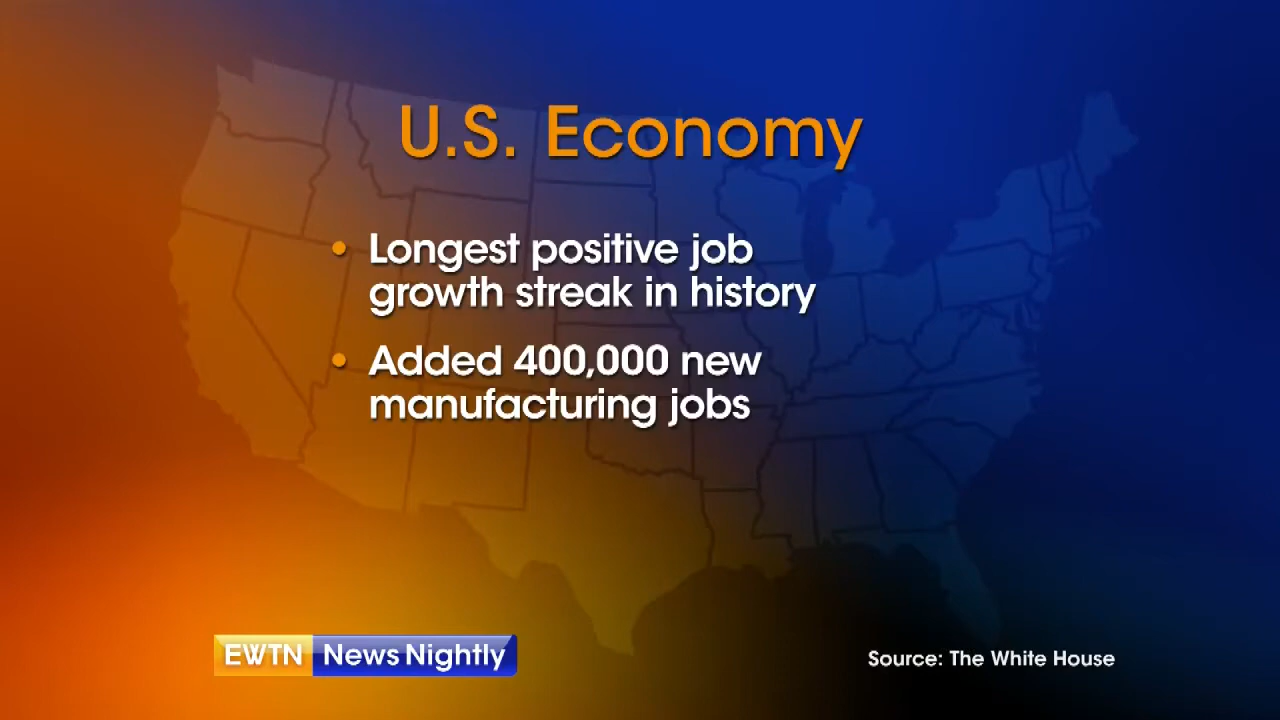 U.S. Economy
• Longest positive job
growth streak in history
• Added 400,000 new
manufacturing jobs
EWTN News Nightly
Source: The White House